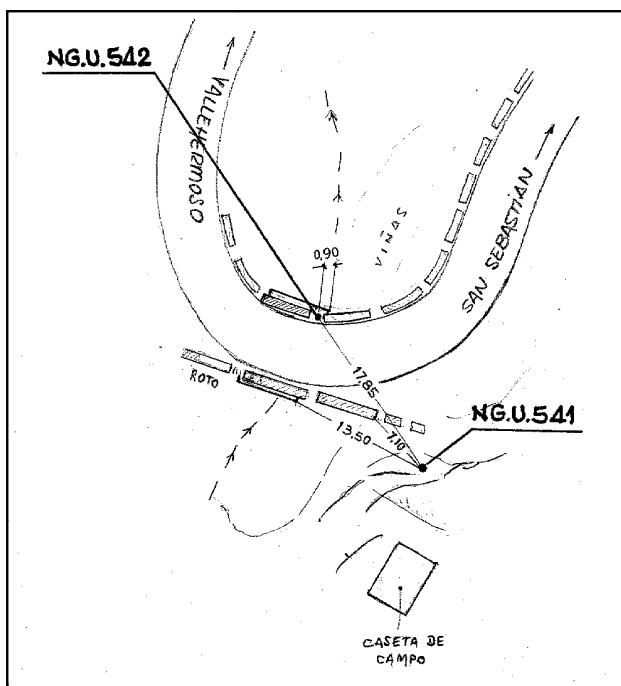 NG.U.542
→ VALLEHERMOSO
VIÑAS
0,90
SAN SEBASTIAN →
17,85
ROTO
13.50
7,10
NG.U.541
CASETA DE
CAMPO